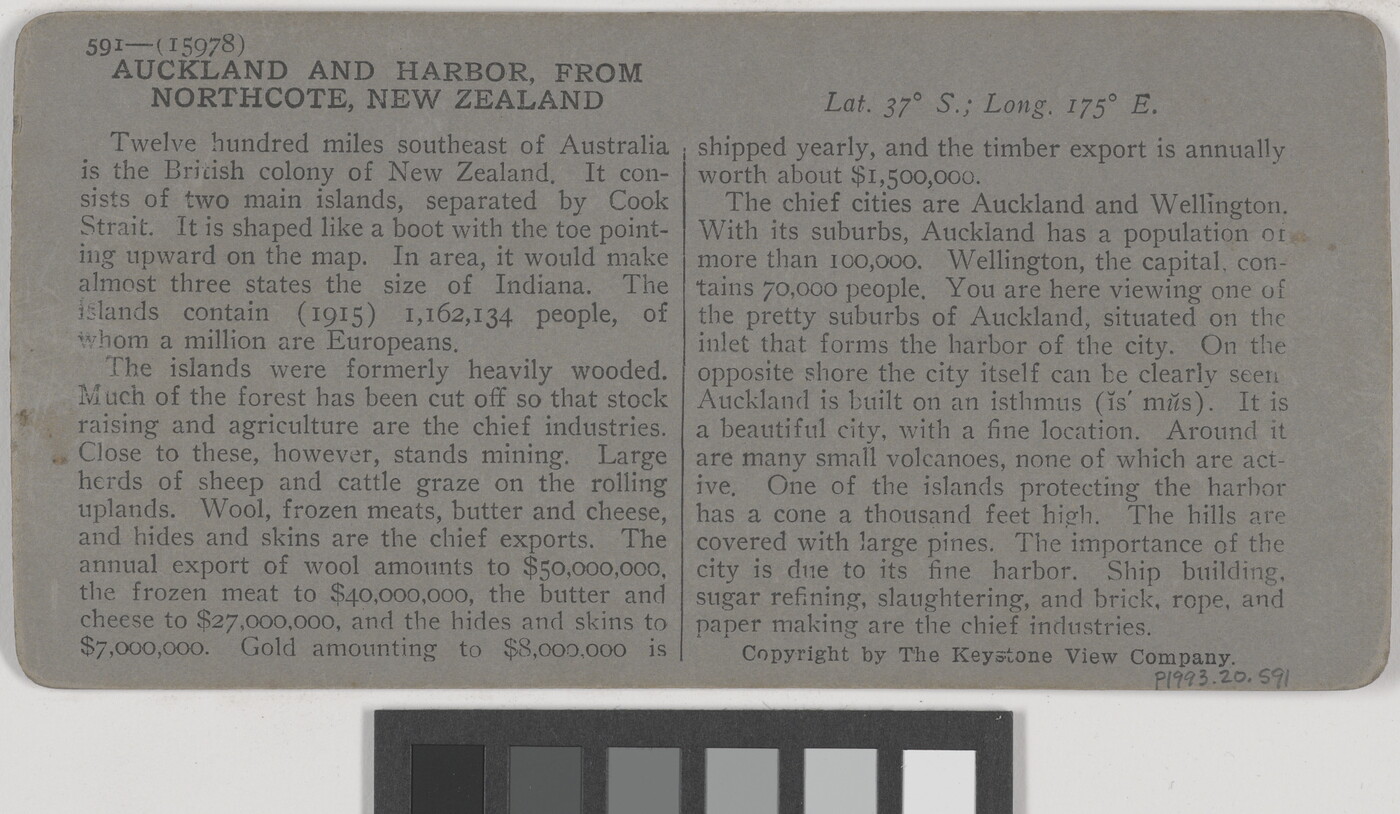 591—(15978)
AUCKLAND AND HARBOR, FROM
NORTHCOTE, NEW ZEALAND
Twelve hundred miles southeast of Australia
is the British colony of New Zealand. It con-
sists of two main islands, separated by Cook
Strait. It is shaped like a boot with the toe point-
ing upward on the map. In area, it would make
almost three states the size of Indiana. The
islands contain (1915) 1,162,134 people, of
whom a million are Europeans.
The islands were formerly heavily wooded.
Much of the forest has been cut off so that stock
raising and agriculture are the chief industries.
Close to these, however, stands mining. Large
herds of sheep and cattle graze on the rolling
uplands. Wool, frozen meats, butter and cheese,
and hides and skins are the chief exports. The
annual export of wool amounts to $50,000,000,
the frozen meat to $40,000,000, the butter and
cheese to $27,000,000, and the hides and skins to
$7,000,000. Gold amounting to $8,000,000 is
Lat. 37° S.; Long. 175° E.
shipped yearly, and the timber export is annually
worth about $1,500,000.
The chief cities are Auckland and Wellington.
With its suburbs, Auckland has a population of
more than 100,000. Wellington, the capital, con-
tains 70,000 people. You are here viewing one of
the pretty suburbs of Auckland, situated on the
inlet that forms the harbor of the city. On the
opposite shore the city itself can be clearly seen
Auckland is built on an isthmus (ĭs′ mŭs). It is
a beautiful city, with a fine location. Around it
are many small volcanoes, none of which are act-
ive. One of the islands protecting the harbor
has a cone a thousand feet high. The hills are
covered with large pines. The importance of the
city is due to its fine harbor. Ship building,
sugar refining, slaughtering, and brick, rope, and
paper making are the chief industries.
Copyright by The Keystone View Company.
P1993.20.591